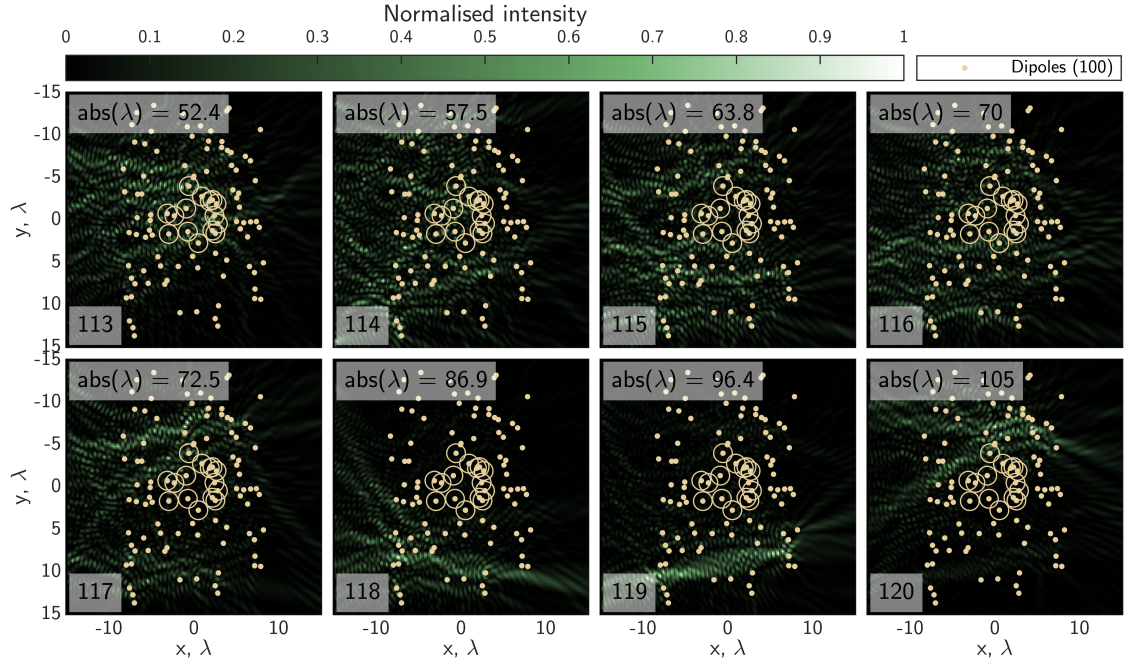 Normalised intensity
0 0.1 0.2 0.3 0.4 0.5 0.6 0.7 0.8 0.9 1
Dipoles (100)
-15
-10
-5
0
5
10
15
y, λ
abs(λ) = 52.4
113
abs(λ) = 57.5
114
abs(λ) = 63.8
115
abs(λ) = 70
116
-15
-10
-5
0
5
10
15
y, λ
abs(λ) = 72.5
117
abs(λ) = 86.9
118
abs(λ) = 96.4
119
abs(λ) = 105
120
-10 0 10 -10 0 10 -10 0 10 -10 0 10
x, λ x, λ x, λ x, λ